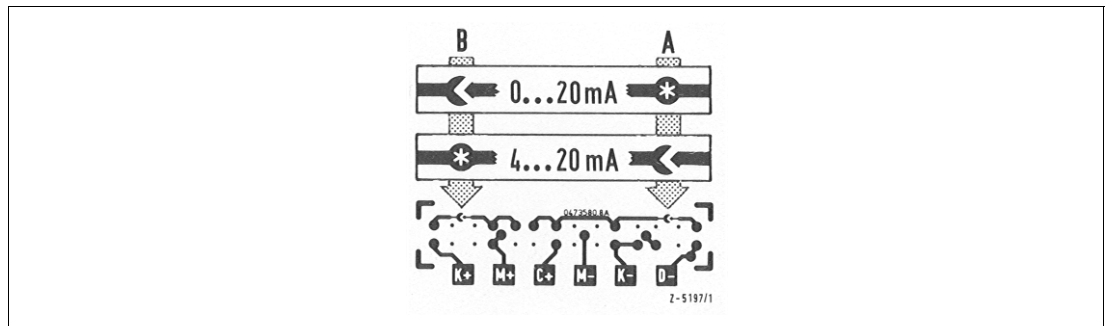 B A
0...20mA
4...20mA
0473580.8A
K+ M+ C+ M- K- D-
Z-5197/1